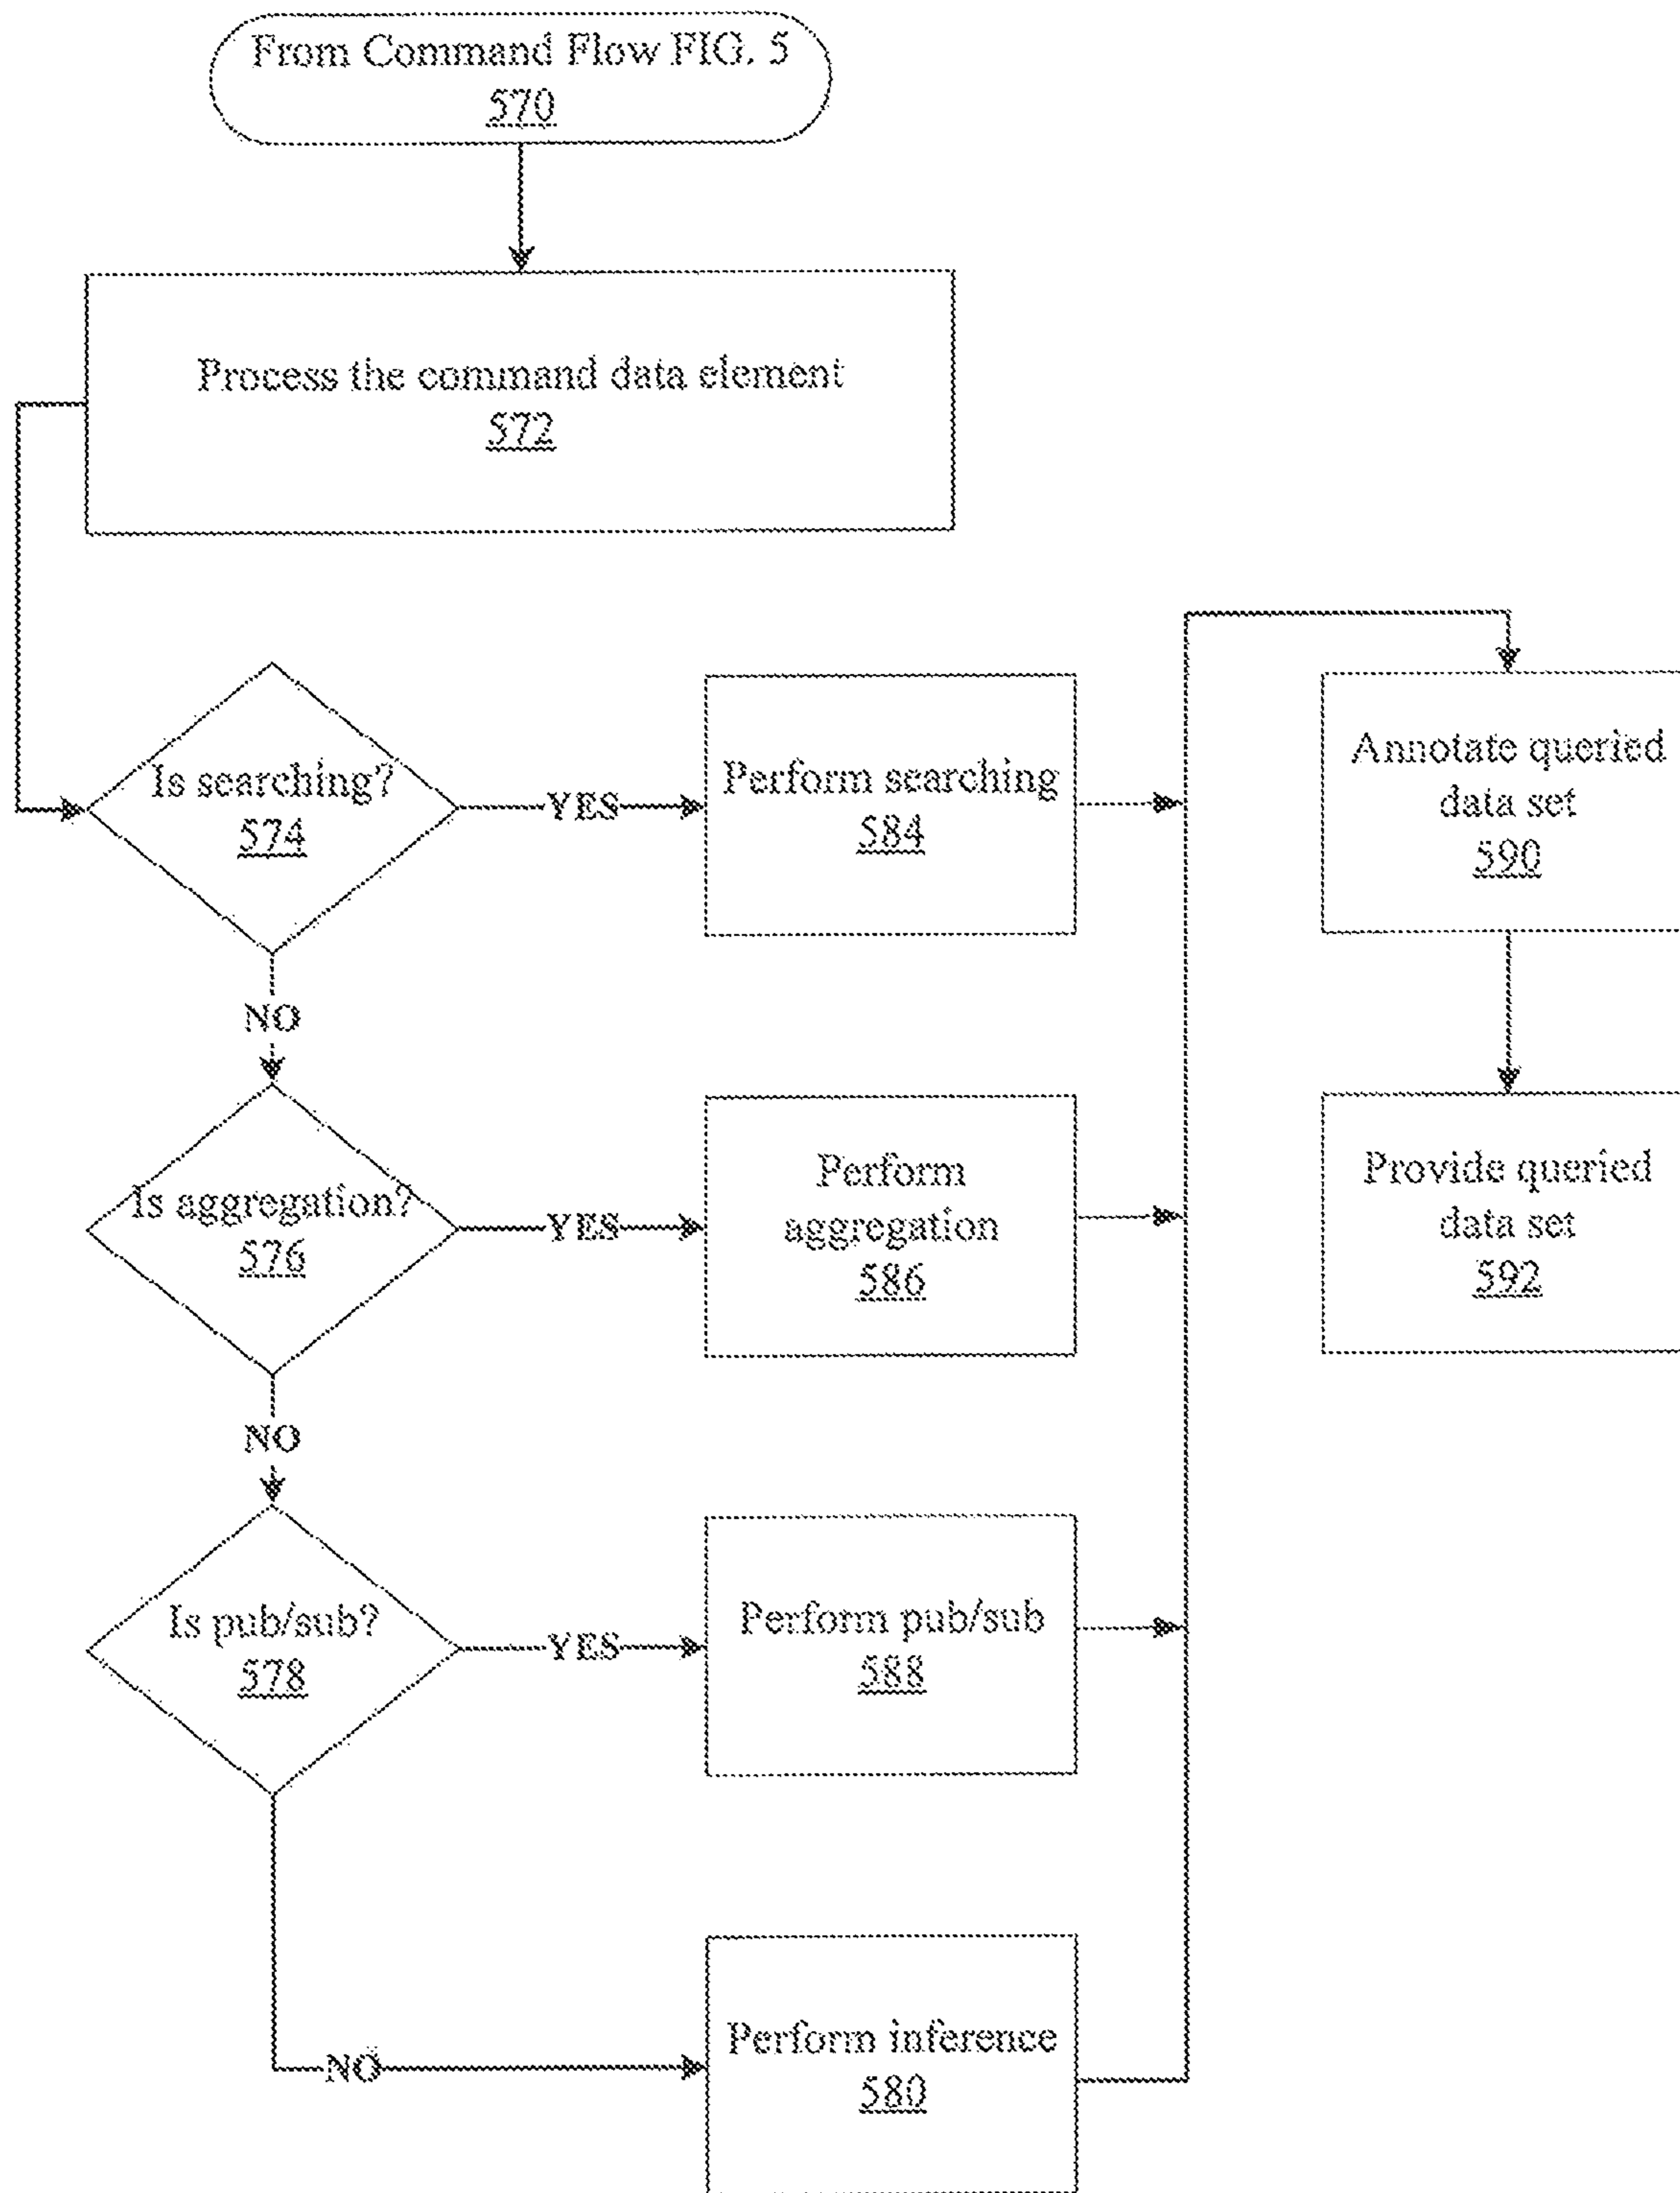 From Command Flow FIG. 5
570
Process the command data element
572
Is searching?
574
YES
Perform searching
584
Annotate queried
data set
590
NO
Is aggregation?
576
YES
Perform
aggregation
586
Provide queried
data set
592
NO
Is pub/sub?
578
YES
Perform pub/sub
588
NO
Perform inference
580